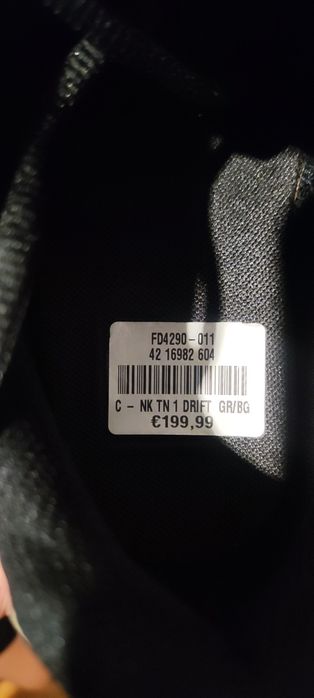 FD4290-011
42 16982 604
C - NK TN 1 DRIFT GR/BG
€199,99